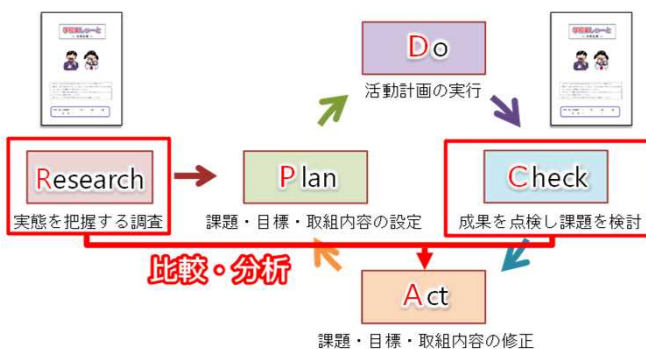 Do
活動計画の実行
Research
実態を把握する調査
Plan
課題・目標・取組内容の設定
Check
成果を点検し課題を検討
比較・分析
Act
課題・目標・取組内容の修正